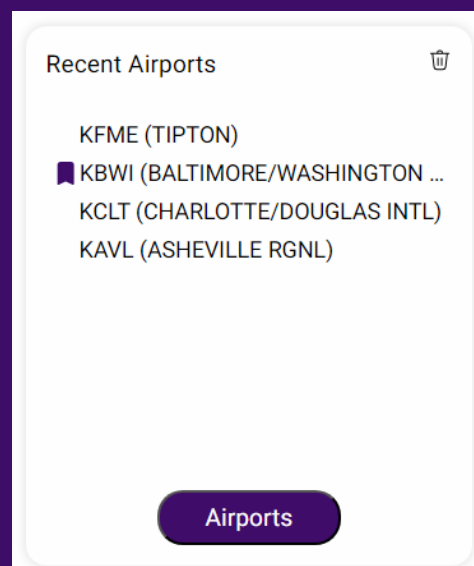 Recent Airports
KFME (TIPTON)
KBWI (BALTIMORE/WASHINGTON ...
KCLT (CHARLOTTE/DOUGLAS INTL)
KAVL (ASHEVILLE RGNL)
Airports